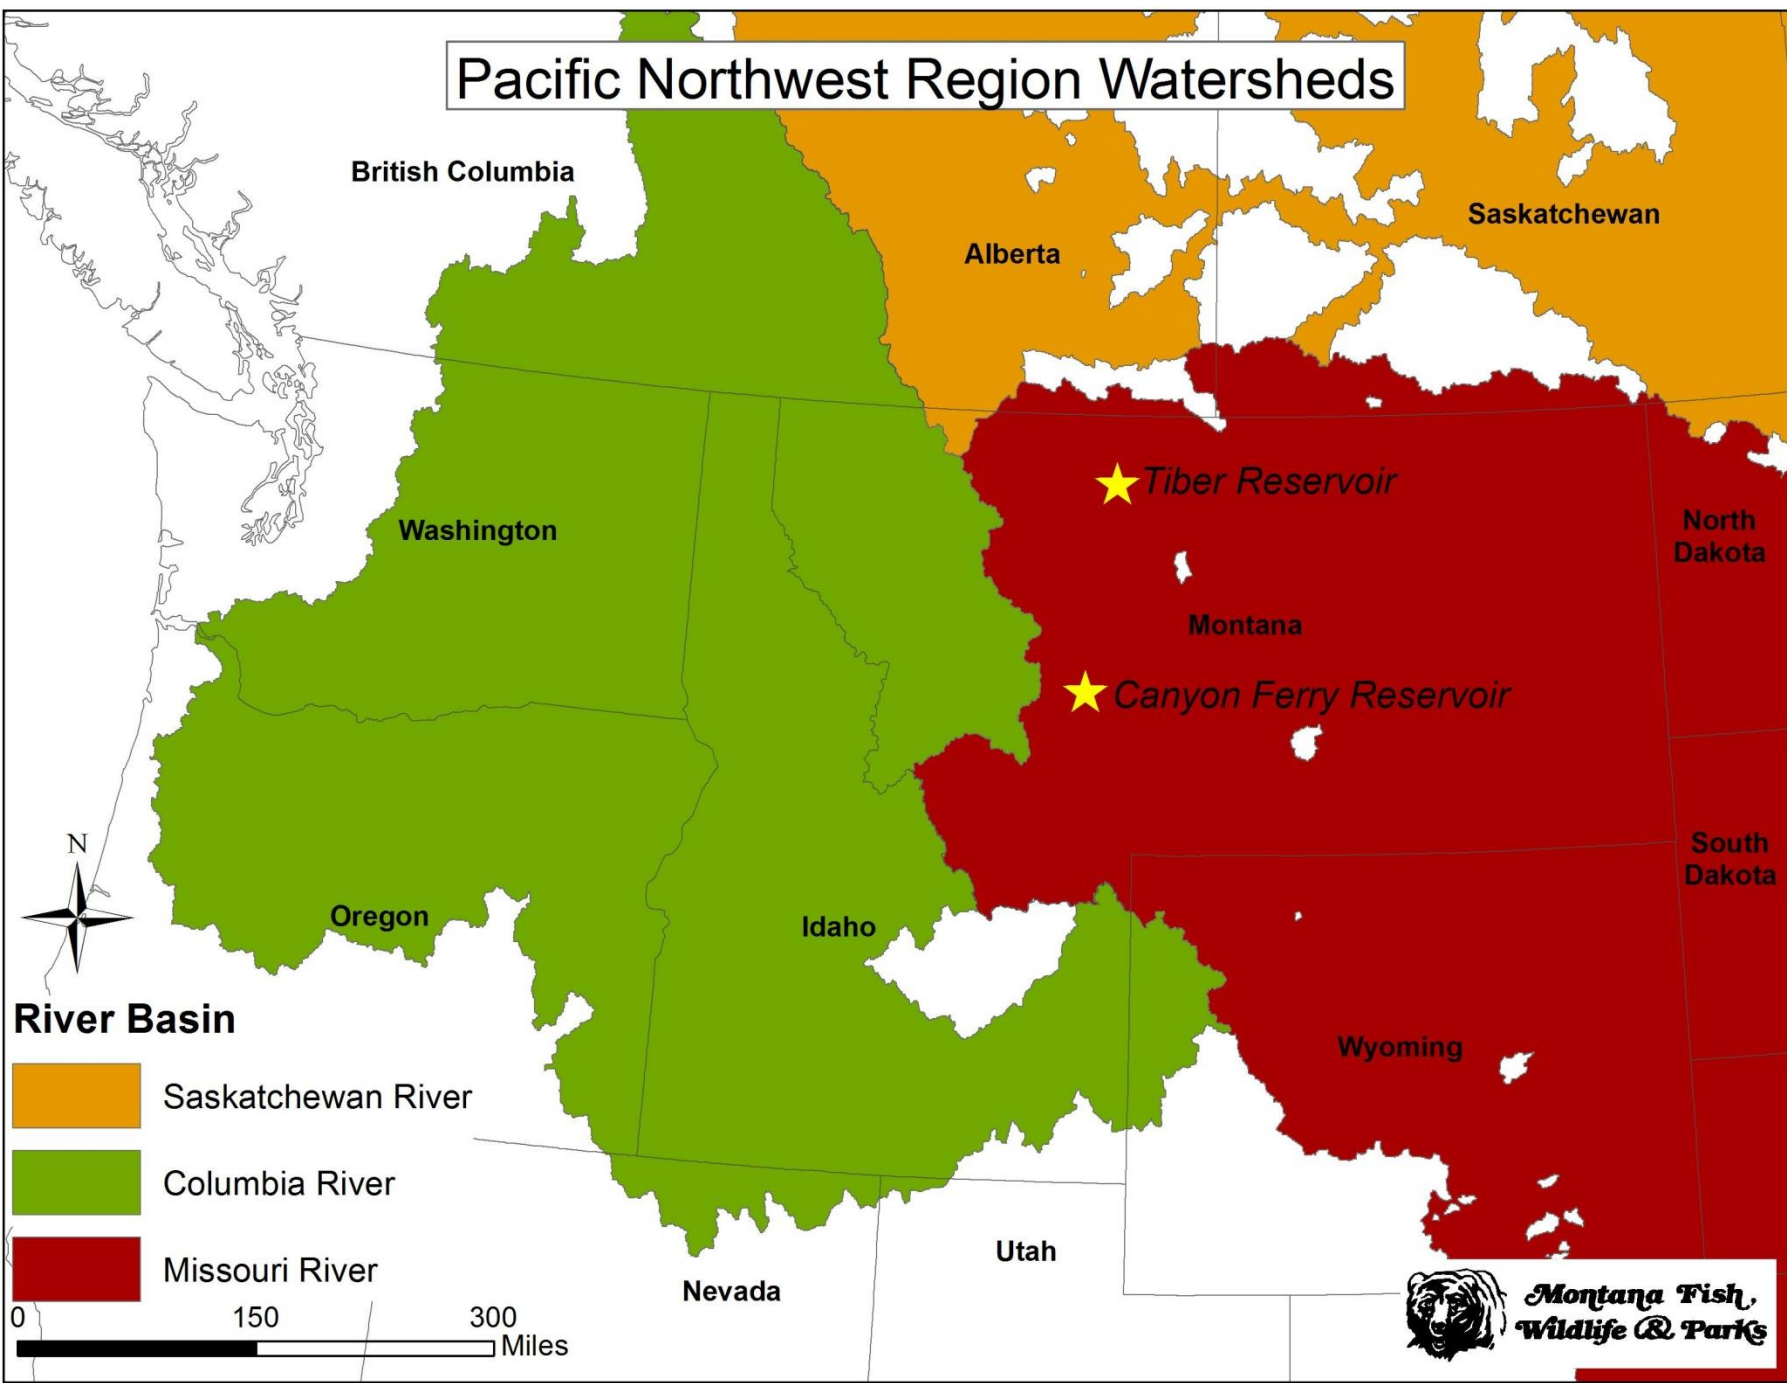 Pacific Northwest Region Watersheds
British Columbia
Saskatchewan
Alberta
Tiber Reservoir
Washington
North
Dakota
Montana
Canyon Ferry Reservoir
N
South
Dakota
Oregon
Idaho
River Basin
Wyoming
Saskatchewan River
Columbia River
Utah
Missouri River
Nevada
0 150 300
Miles
Montana Fish,
Wildlife & Parks